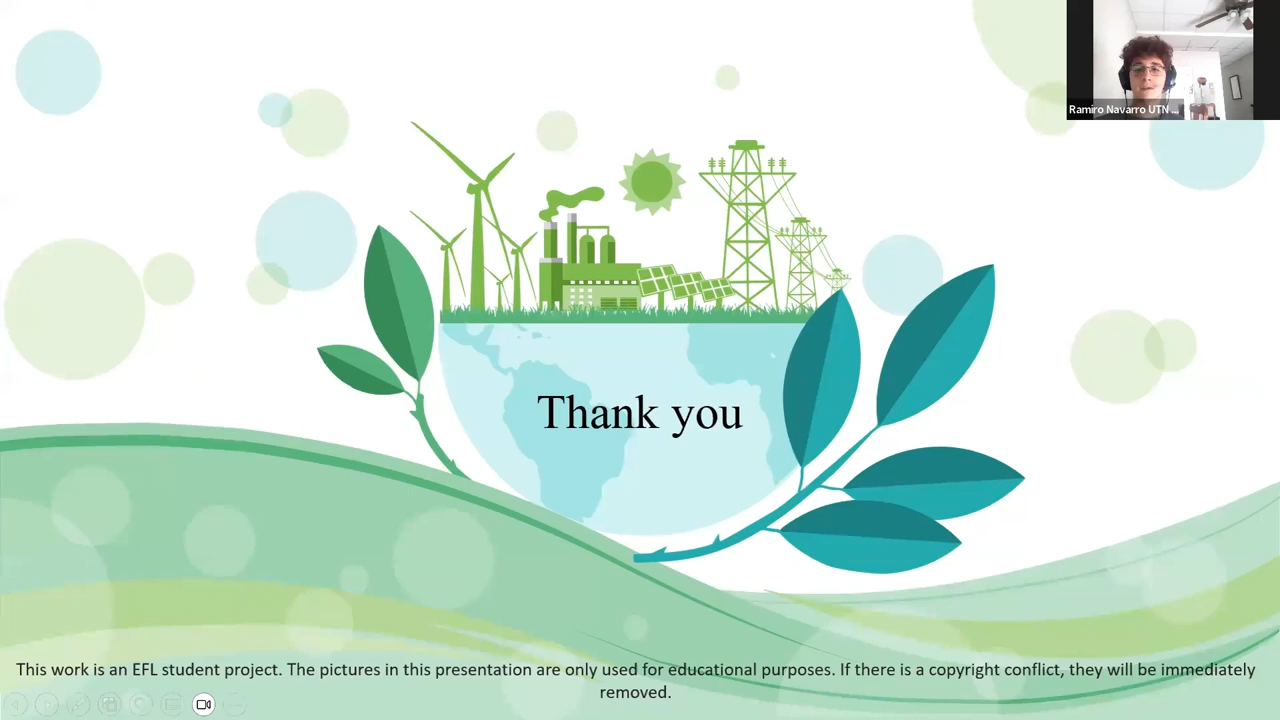 Ramiro Navarro UTN ...
Thank you
This work is an EFL student project. The pictures in this presentation are only used for educational purposes. If there is a copyright conflict, they will be immediately
removed.